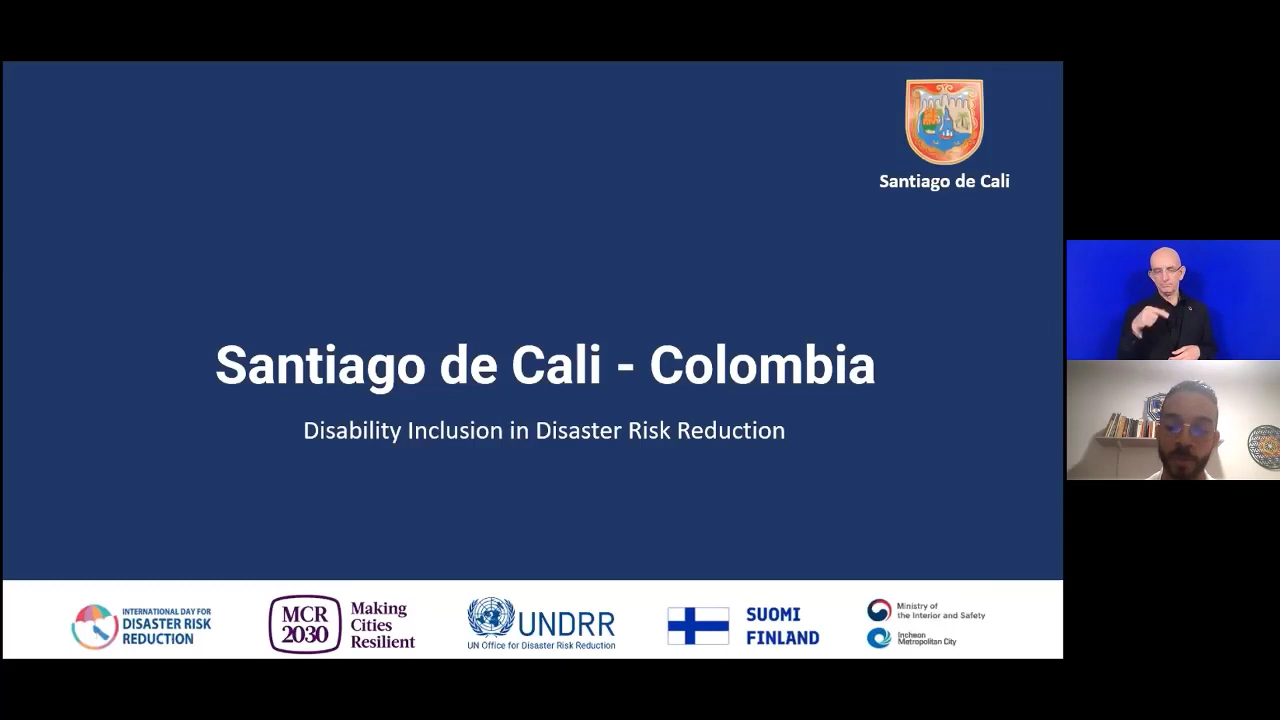 Santiago de Cali
Santiago de Cali - Colombia
Disability Inclusion in Disaster Risk Reduction
INTERNATIONAL DAY FOR
DISASTER RISK
REDUCTION
MCR
2030
Making
Cities
Resilient
UNDRR
UN Office for Disaster Risk Reduction
SUOMI
FINLAND
Ministry of
the Interior and Safety
Incheon
Metropolitan City